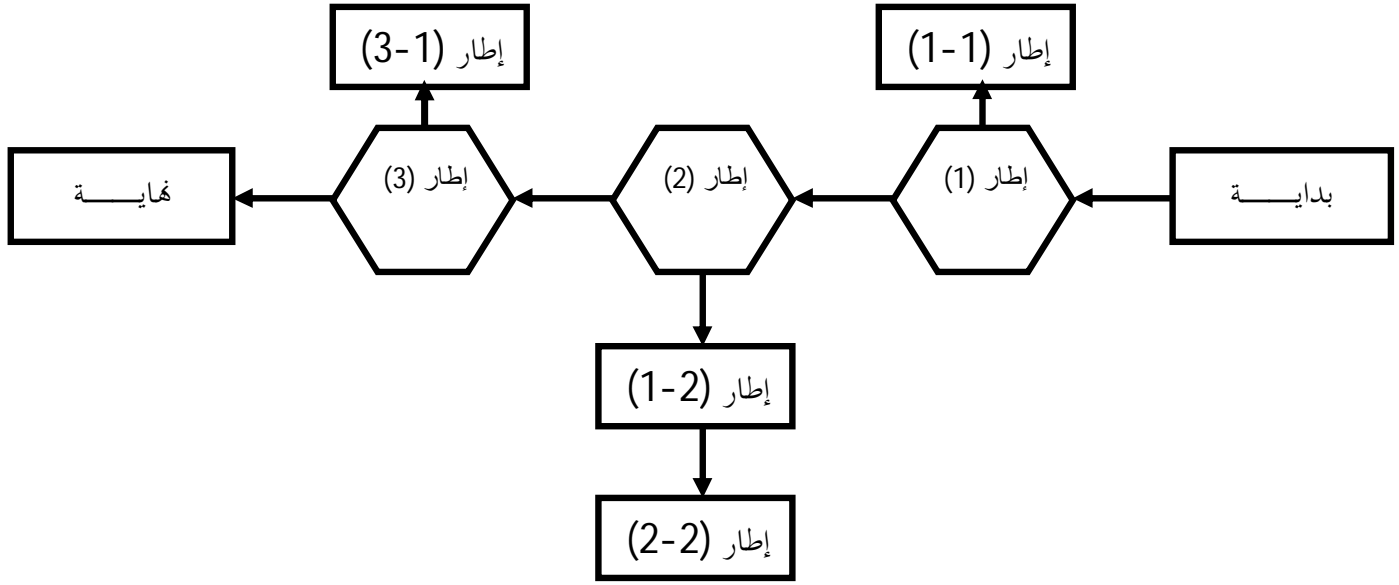 إطار (1-1)
إطار (3-1)
بدايـــــة
إطار (1)
إطار (2)
إطار (3)
نهايـــــة
إطار (1-2)
إطار (2-2)